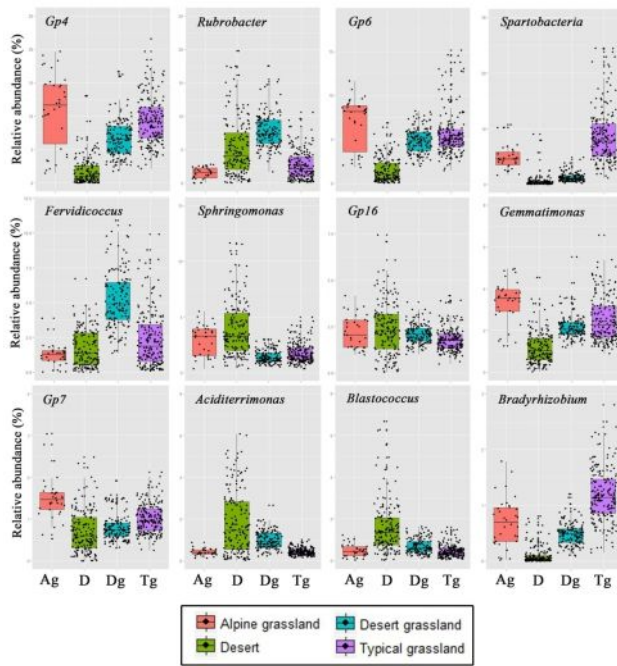 Gp4 Rubrobacter Gp6 Spartobacteria
Relative abundance (%)
Fervidicoccus Sphringomonas Gp16 Gemmatimonas
Relative abundance (%)
Gp7 Aciditerrimonas Blastococcus Bradyrhizobium
Relative abundance (%)
Ag D Dg Tg Ag D Dg Tg Ag D Dg Tg Ag D Dg Tg
Alpine grassland Desert grassland
Desert Typical grassland